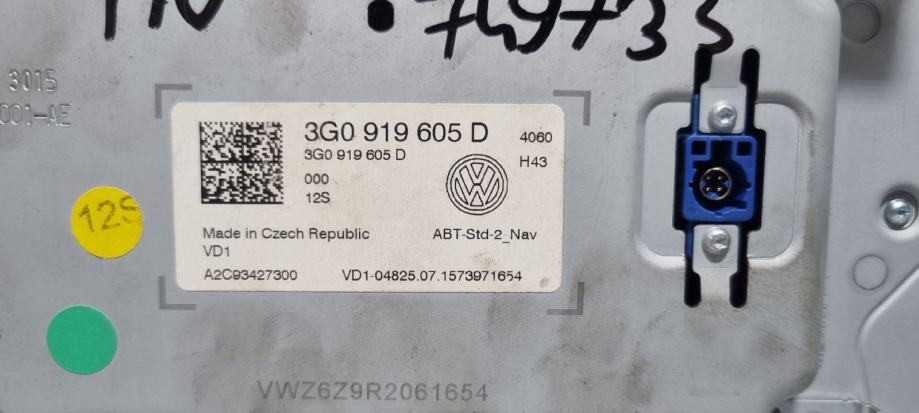 749733
3015
001-AE
3G0 919 605 D
4060
3G0 919 605 D
H43
000
12S
12S
Made in Czech Republic
ABT-Std-2_Nav
VD1
A2C93427300
VD1-04825.07.1573971654
VWZ6Z9R2061654